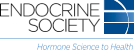 ENDOCRINE
SOCIETY
Hormone Science to Health